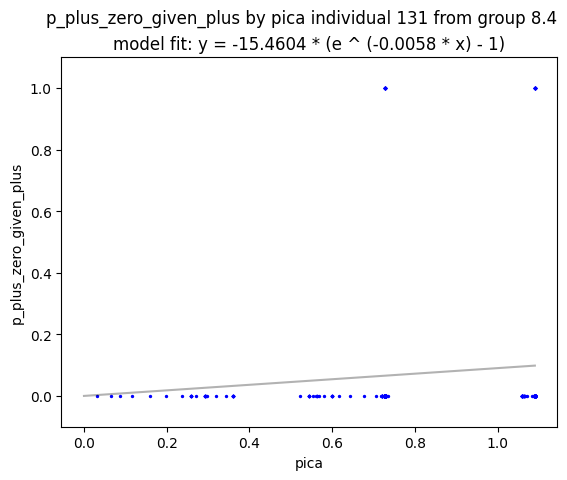 p_plus_zero_given_plus by pica individual 131 from group 8.4
model fit: y = -15.4604 * (e ^ (-0.0058 * x) - 1)
1.0
0.8
0.6
0.4
0.2
0.0
p_plus_zero_given_plus
0.0 0.2 0.4 0.6 0.8 1.0
pica